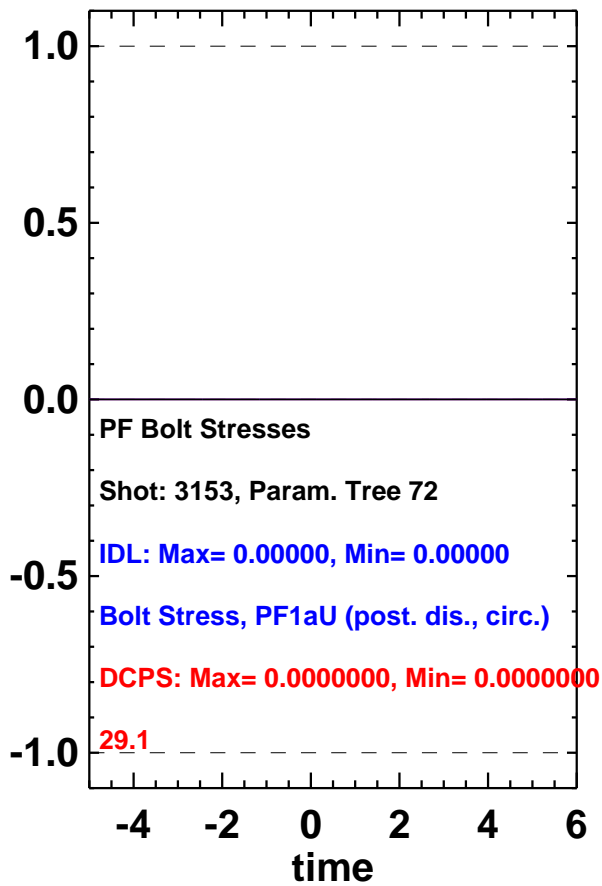 1.0
0.5
0.0
PF Bolt Stresses
Shot: 3153, Param. Tree 72
IDL: Max= 0.00000, Min= 0.00000
-0.5
Bolt Stress, PF1aU (post. dis., circ.)
DCPS: Max= 0.0000000, Min= 0.0000000
29.1
-1.0
-4 -2 0 2 4 6
time